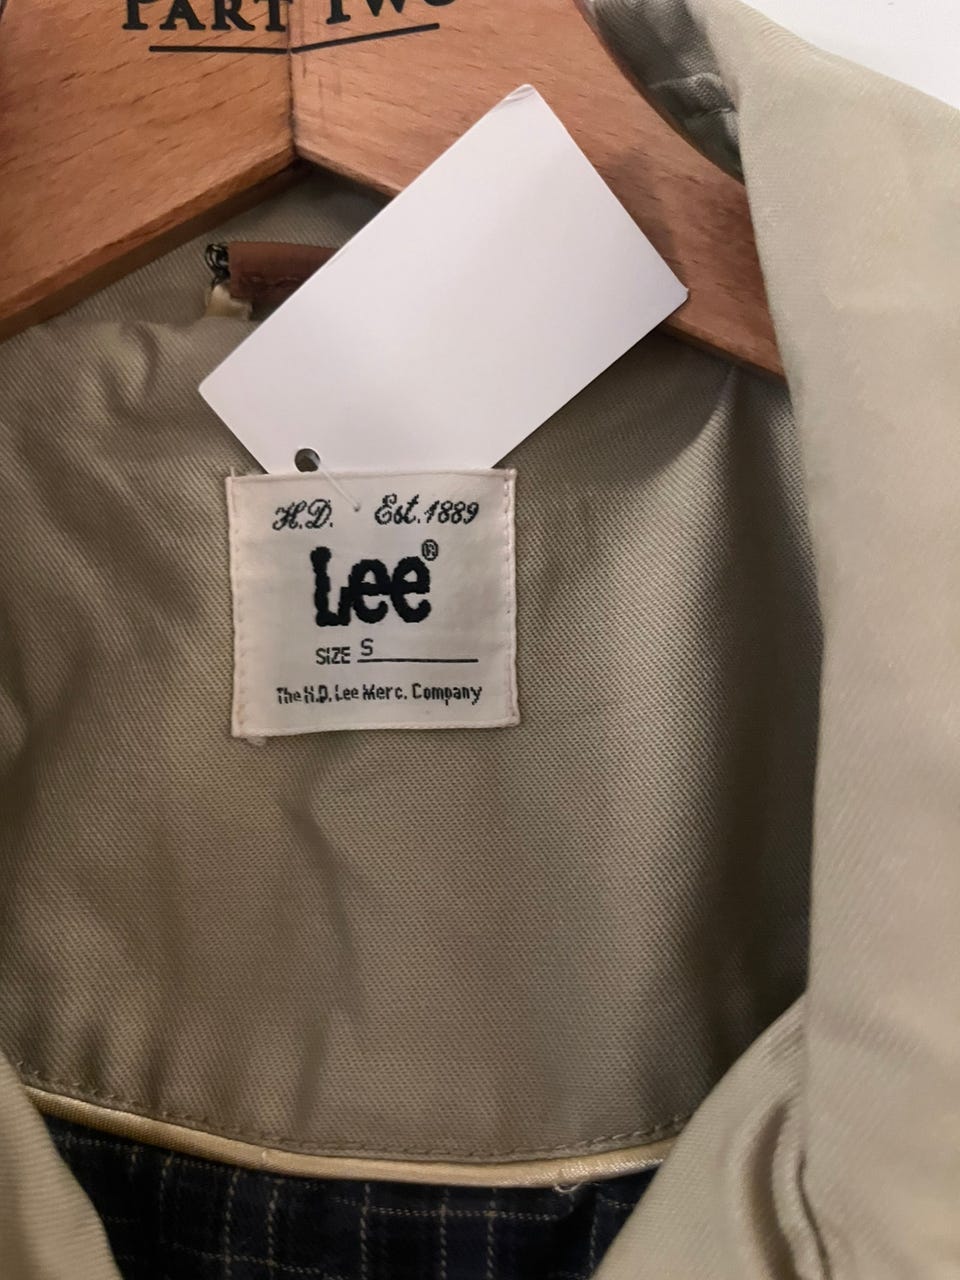 PART TWO
H.D. Est. 1889
Lee®
SIZE S
The H.D. Lee Merc. Company